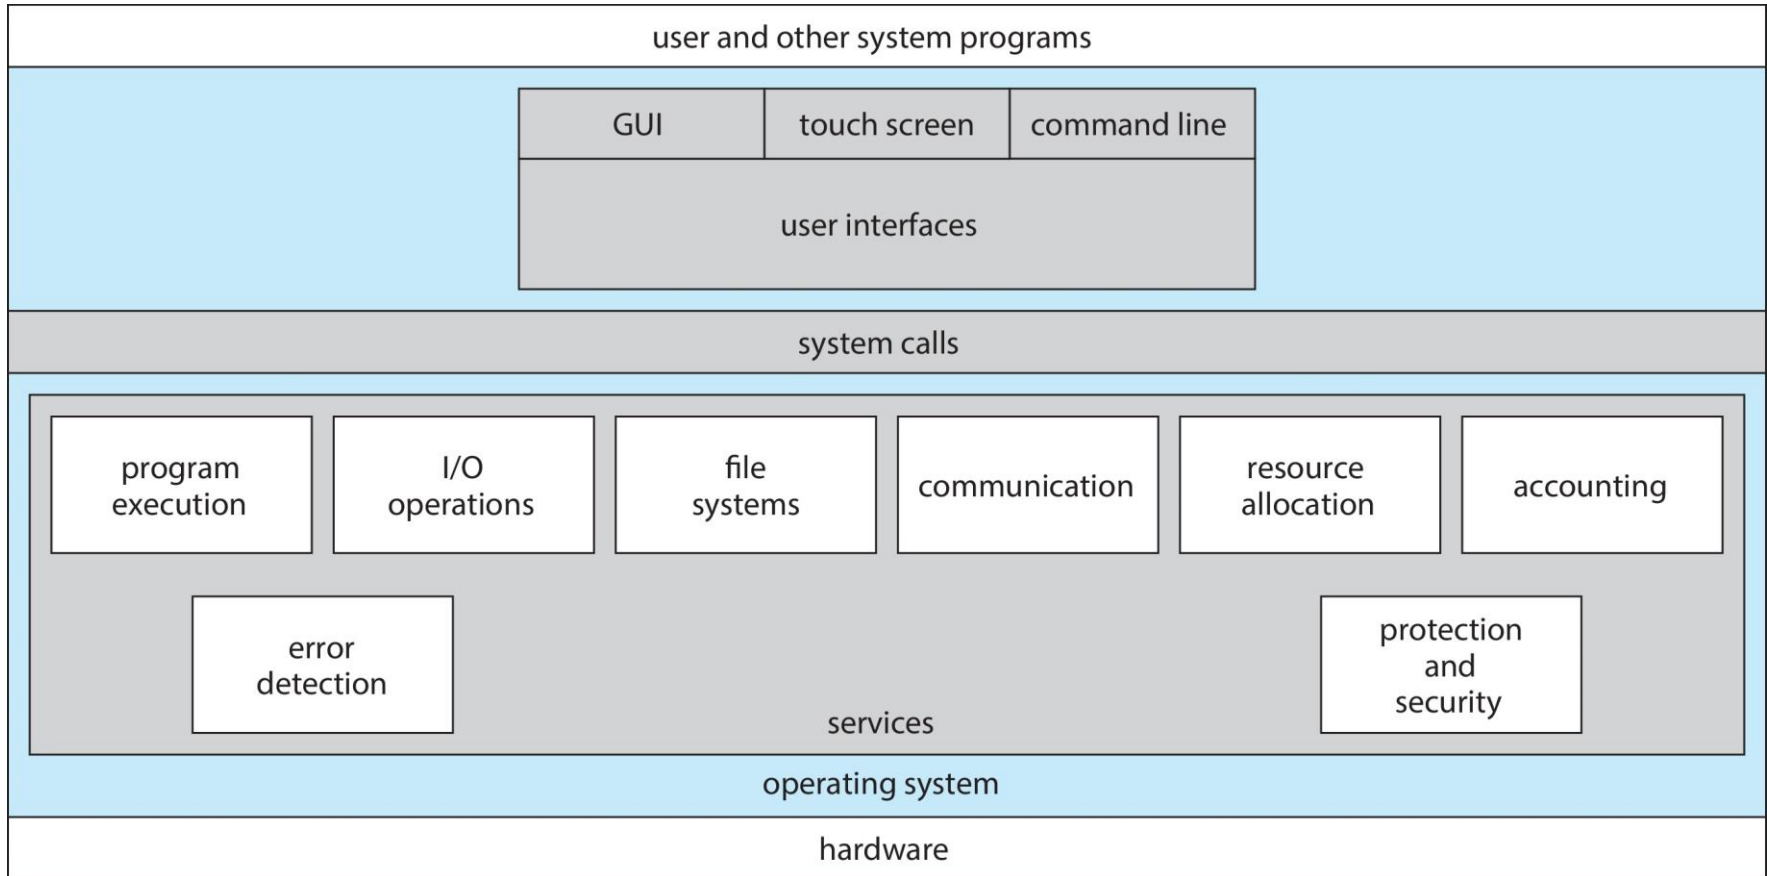 user and other system programs
GUI
touch screen
command line
user interfaces
system calls
program
execution
I/O
operations
file
systems
communication
resource
allocation
accounting
error
detection
protection
and
security
services
operating system
hardware